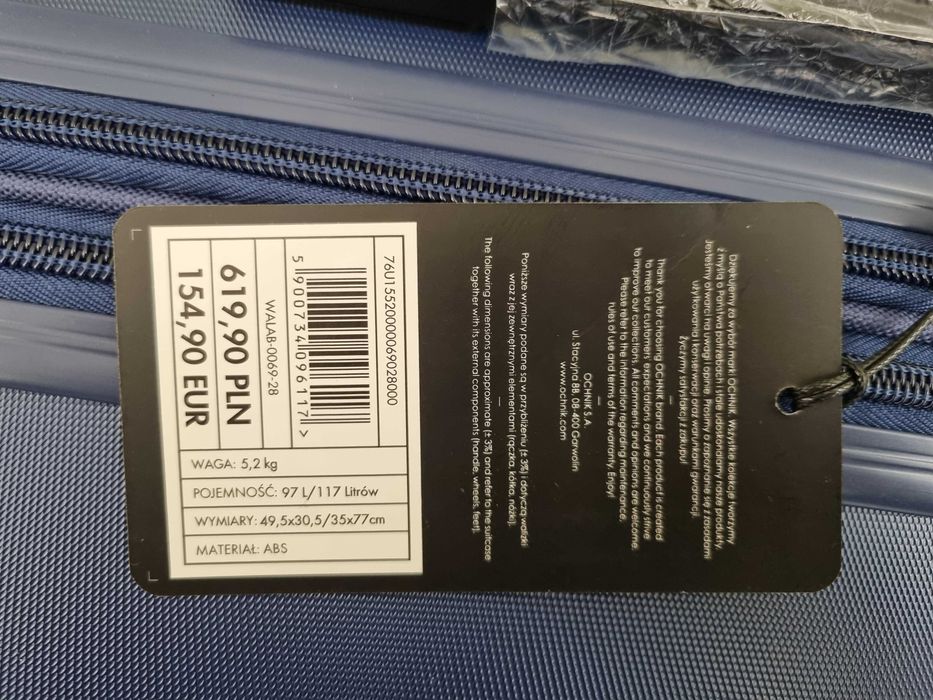 Dziękujemy za wybór marki OCHNIK. Wszystkie kolekcje tworzymy
z myślą o Państwa potrzebach i stale udoskonalamy nasze produkty.
Jesteśmy otwarci na uwagi i opinie. Prosimy o zapoznanie się z zasadami
użytkowania i konserwacji oraz warunkami gwarancji.
Życzymy satysfakcji z zakupu!
—
Thank you for choosing OCHNIK brand. Each product is created
to meet our customers expectations and we continuously strive
to improve our collections. All comments and opinions are welcome.
Please refer to the information regarding maintenance,
rules of use and terms of the warranty. Enjoy!
OCHNIK S.A.
ul. Stacyjna 88, 08-400 Garwolin
www.ochnik.com
Poniższe wymiary podane są w przybliżeniu (± 3%) i dotyczą walizki
wraz z jej zewnętrznymi elementami (rączka, kółka, nóżki).
—
The following dimensions are approximate (± 3%) and refer to the suitcase
together with its external components (handle, wheels, feet).
76U1552000069028000
5 900734 096117 >
WALAB-0069-28
619,90 PLN
154,90 EUR
WAGA: 5,2 kg
POJEMNOŚĆ: 97 L/117 Litrów
WYMIARY: 49,5x30,5/35x77cm
MATERIAŁ: ABS